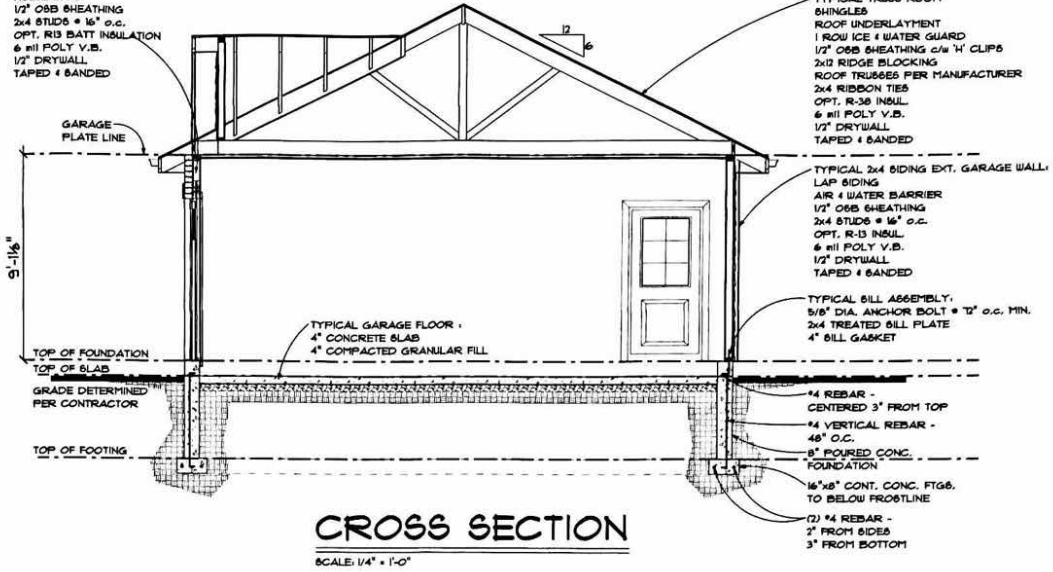 1/2" OSB SHEATHING
2x4 STUDS @ 16" o.c.
OPT. R13 BATT INSULATION
6 mil POLY V.B.
1/2" DRYWALL
TAPED & SANDED
GARAGE
PLATE LINE
9'-1 1/8"
12
6
SHINGLES
ROOF UNDERLAYMENT
1 ROW ICE & WATER GUARD
1/2" OSB SHEATHING c/w 'H' CLIPS
2x12 RIDGE BLOCKING
ROOF TRUSSES PER MANUFACTURER
2x4 RIBBON TIES
OPT. R-38 INSUL.
6 mil POLY V.B.
1/2" DRYWALL
TAPED & SANDED
TYPICAL 2x4 SIDING EXT. GARAGE WALL:
LAP SIDING
AIR & WATER BARRIER
1/2" OSB SHEATHING
2x4 STUDS @ 16" o.c.
OPT. R-13 INSUL.
6 mil POLY V.B.
1/2" DRYWALL
TAPED & SANDED
TYPICAL SILL ASSEMBLY:
5/8" DIA. ANCHOR BOLT @ 72" o.c. MIN.
2x4 TREATED SILL PLATE
4" SILL GASKET
TYPICAL GARAGE FLOOR :
4" CONCRETE SLAB
4" COMPACTED GRANULAR FILL
TOP OF FOUNDATION
TOP OF SLAB
GRADE DETERMINED
PER CONTRACTOR
TOP OF FOOTING
#4 REBAR -
CENTERED 3" FROM TOP
#4 VERTICAL REBAR -
48" O.C.
8" POURED CONC.
FOUNDATION
16"x8" CONT. CONC. FTGS.
TO BELOW FROSTLINE
(2) #4 REBAR -
2" FROM SIDES
3" FROM BOTTOM
CROSS SECTION
SCALE: 1/4" = 1'-0"